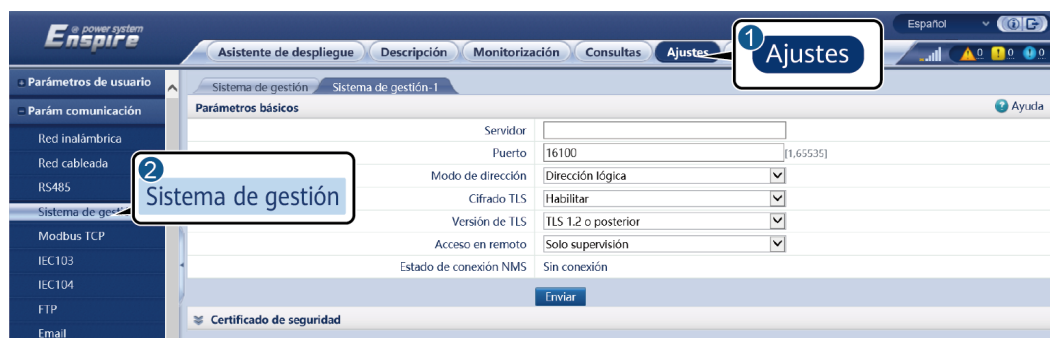 e power system
Enspire
Español
Asistente de despliegue
Descripción
Monitorización
Consultas
Ajustes
1
Ajustes
0
0
0
Parámetros de usuario
Parám comunicación
Red inalámbrica
Red cableada
RS485
Sistema de gesti
Modbus TCP
IEC103
IEC104
FTP
Email
2
Sistema de gestión
Sistema de gestión
Sistema de gestión-1
Parámetros básicos
Ayuda
Servidor
Puerto 16100 [1,65535]
Modo de dirección Dirección lógica
Cifrado TLS Habilitar
Versión de TLS TLS 1.2 o posterior
Acceso en remoto Solo supervisión
Estado de conexión NMS Sin conexión
Enviar
Certificado de seguridad